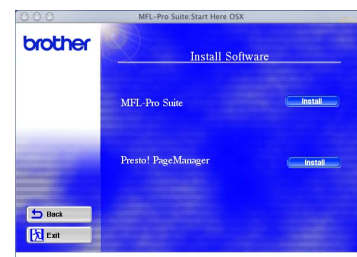 MFL-Pro Suite:Start Here OSX
brother
Install Software
MFL-Pro Suite
Install
Presto! PageManager
Install
Back
Exit